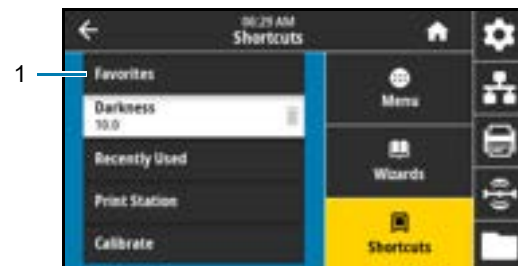 06:29 AM
Shortcuts
1
Favorites
Darkness
10.0
Recently Used
Print Station
Calibrate
Menu
Wizards
Shortcuts